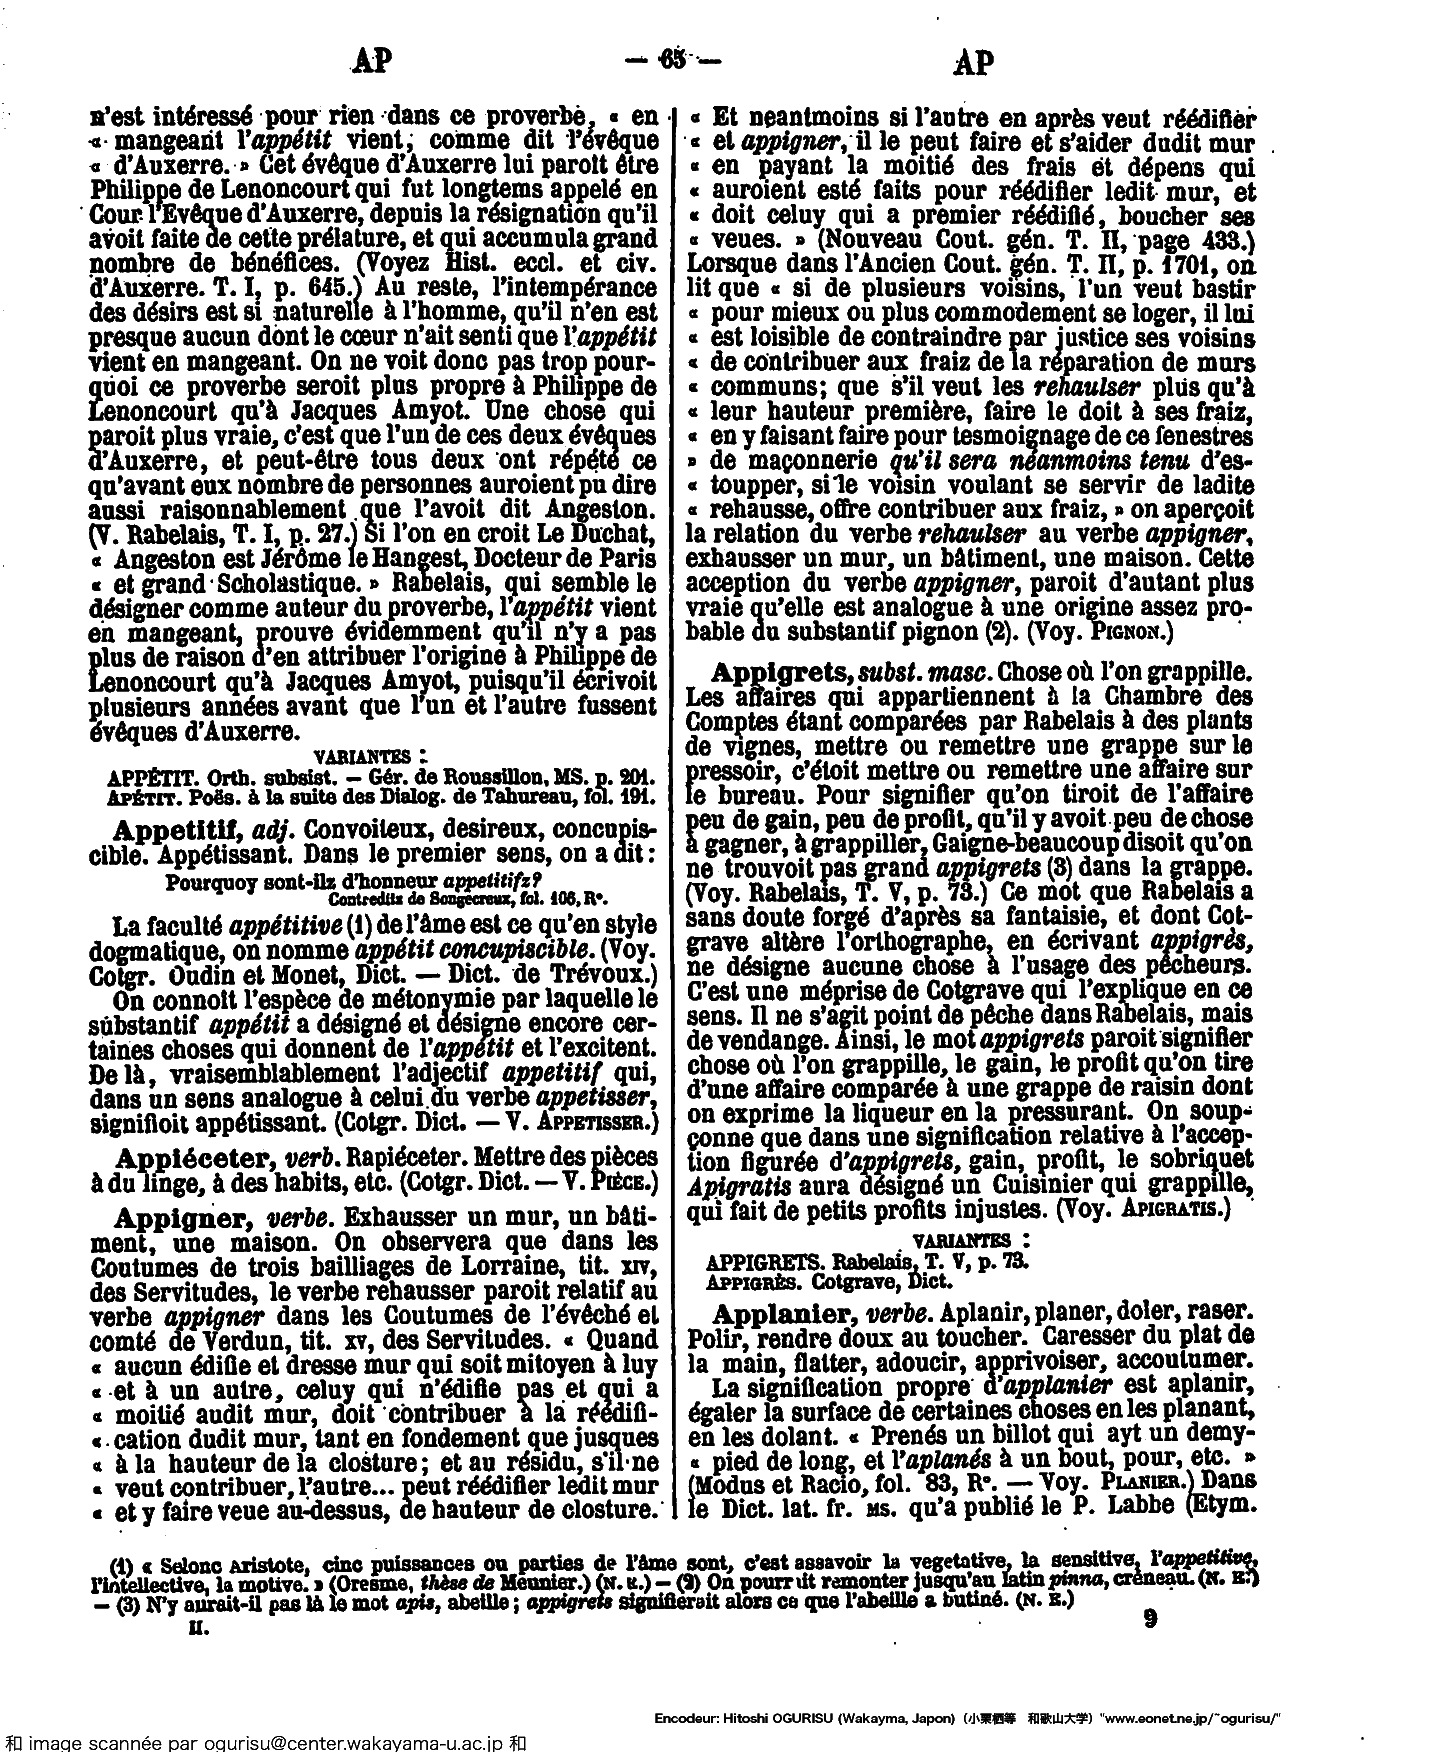 AP
— 65 —
AP
n'est intéressé pour rien dans ce proverbe, « en
« mangeant l'appétit vient, comme dit l'évêque
« d'Auxerre. » Cet évêque d'Auxerre lui paroît être
Philippe de Lenoncourt qui fut longtems appelé en
Cour l'Evêque d'Auxerre, depuis la résignation qu'il
avoit faite de cette prélature, et qui accumula grand
nombre de bénéfices. (Voyez Hist. eccl. et civ.
d'Auxerre. T. I, p. 645.) Au reste, l'intempérance
des désirs est si naturelle à l'homme, qu'il n'en est
presque aucun dont le cœur n'ait senti que l'appétit
vient en mangeant. On ne voit donc pas trop pour-
quoi ce proverbe seroit plus propre à Philippe de
Lenoncourt qu'à Jacques Amyot. Une chose qui
paroit plus vraie, c'est que l'un de ces deux évêques
d'Auxerre, et peut-être tous deux ont répété ce
qu'avant eux nombre de personnes auroient pu dire
aussi raisonnablement que l'avoit dit Angeston.
(V. Rabelais, T. I, p. 27.) Si l'on en croit Le Duchat,
« Angeston est Jérôme le Hangest, Docteur de Paris
« et grand Scholastique. » Rabelais, qui semble le
désigner comme auteur du proverbe, l'appétit vient
en mangeant, prouve évidemment qu'il n'y a pas
plus de raison d'en attribuer l'origine à Philippe de
Lenoncourt qu'à Jacques Amyot, puisqu'il écrivoit
plusieurs années avant que l'un et l'autre fussent
évêques d'Auxerre.
VARIANTES :
APPÉTIT. Orth. subsist. — Gér. de Roussillon, MS. p. 201.
APÉTIT. Poës. à la suite des Dialog. de Tahureau, fol. 191.
Appetitif, adj. Convoiteux, desireux, concupis-
cible. Appétissant. Dans le premier sens, on a dit :
Pourquoy sont-ilz d'honneur appetitifz?
Contredits de Songecreux, fol. 106, R°.
La faculté appétitive (1) de l'âme est ce qu'en style
dogmatique, on nomme appétit concupiscible. (Voy.
Cotgr. Oudin et Monet, Dict. — Dict. de Trévoux.)
On connoît l'espèce de métonymie par laquelle le
substantif appétit a désigné et désigne encore cer-
taines choses qui donnent de l'appétit et l'excitent.
De là, vraisemblablement l'adjectif appetitif qui,
dans un sens analogue à celui du verbe appetisser,
signifioit appétissant. (Cotgr. Dict. — V. APPETISSER.)
Appiéceter, verb. Rapiéceter. Mettre des pièces
à du linge, à des habits, etc. (Cotgr. Dict. — V. PIÈCE.)
Appigner, verbe. Exhausser un mur, un bâti-
ment, une maison. On observera que dans les
Coutumes de trois bailliages de Lorraine, tit. XIV,
des Servitudes, le verbe rehausser paroit relatif au
verbe appigner dans les Coutumes de l'évêché et
comté de Verdun, tit. XV, des Servitudes. « Quand
« aucun édifie et dresse mur qui soit mitoyen à luy
« et à un autre, celuy qui n'édifie pas et qui a
« moitié audit mur, doit contribuer à la réédifi-
« cation dudit mur, tant en fondement que jusques
« à la hauteur de la closture ; et au résidu, s'il ne
« veut contribuer, l'autre... peut réédifier ledit mur
« et y faire veue au-dessus, de hauteur de closture.
« Et neantmoins si l'autre en après veut réédifier
« et appigner, il le peut faire et s'aider dudit mur
« en payant la moitié des frais et dépens qui
« auroient esté faits pour réédifier ledit mur, et
« doit celuy qui a premier réédifié, boucher ses
« veues. » (Nouveau Cout. gén. T. II, page 433.)
Lorsque dans l'Ancien Cout. gén. T. II, p. 1701, on
lit que « si de plusieurs voisins, l'un veut bastir
« pour mieux ou plus commodement se loger, il lui
« est loisible de contraindre par justice ses voisins
« de contribuer aux fraiz de la réparation de murs
« communs; que s'il veut les rehaulser plus qu'à
« leur hauteur première, faire le doit à ses fraiz,
« en y faisant faire pour tesmoignage de ce fenestres
» de maçonnerie qu'il sera néanmoins tenu d'es-
« toupper, si le voisin voulant se servir de ladite
« rehausse, offre contribuer aux fraiz, » on aperçoit
la relation du verbe rehaulser au verbe appigner,
exhausser un mur, un bâtiment, une maison. Cette
acception du verbe appigner, paroit d'autant plus
vraie qu'elle est analogue à une origine assez pro-
bable du substantif pignon (2). (Voy. PIGNON.)
Appigrets, subst. masc. Chose où l'on grappille.
Les affaires qui appartiennent à la Chambre des
Comptes étant comparées par Rabelais à des plants
de vignes, mettre ou remettre une grappe sur le
pressoir, c'étoit mettre ou remettre une affaire sur
le bureau. Pour signifier qu'on tiroit de l'affaire
peu de gain, peu de profit, qu'il y avoit peu de chose
à gagner, à grappiller, Gaigne-beaucoup disoit qu'on
ne trouvoit pas grand appigrets (3) dans la grappe.
(Voy. Rabelais, T. V, p. 73.) Ce mot que Rabelais a
sans doute forgé d'après sa fantaisie, et dont Cot-
grave altère l'orthographe, en écrivant appigrès,
ne désigne aucune chose à l'usage des pêcheurs.
C'est une méprise de Cotgrave qui l'explique en ce
sens. Il ne s'agit point de pêche dans Rabelais, mais
de vendange. Ainsi, le mot appigrets paroit signifier
chose où l'on grappille, le gain, le profit qu'on tire
d'une affaire comparée à une grappe de raisin dont
on exprime la liqueur en la pressurant. On soup-
çonne que dans une signification relative à l'accep-
tion figurée d'appigrets, gain, profit, le sobriquet
Apigratis aura désigné un Cuisinier qui grappille,
qui fait de petits profits injustes. (Voy. APIGRATIS.)
VARIANTES :
APPIGRETS. Rabelais, T. V, p. 73.
APPIGRÈS. Cotgrave, Dict.
Applanier, verbe. Aplanir, planer, doler, raser.
Polir, rendre doux au toucher. Caresser du plat de
la main, flatter, adoucir, apprivoiser, accoutumer.
La signification propre d'applanier est aplanir,
égaler la surface de certaines choses en les planant,
en les dolant. « Prenés un billot qui ayt un demy-
« pied de long, et l'aplanés à un bout, pour, etc. »
(Modus et Racio, fol. 83, R°. — Voy. PLANIER.) Dans
le Dict. lat. fr. MS. qu'a publié le P. Labbe (Etym.
(1) « Selonc Aristote, cinc puissances ou parties de l'âme sont, c'est assavoir la vegetative, la sensitive, l'appetitive,
l'intellective, la motive. » (Oresme, thèse de Meunier.) (N. E.) — (2) On pourrait remonter jusqu'au latin pinna, créneau. (N. E.)
— (3) N'y aurait-il pas là le mot apis, abeille ; appigrets signifierait alors ce que l'abeille a butiné. (N. E.)
II.
9
Encodeur: Hitoshi OGURISU (Wakayma, Japon) (小栗栖等 和歌山大学) "www.eonet.ne.jp/~ogurisu/"
和 image scannée par ogurisu@center.wakayama-u.ac.jp 和